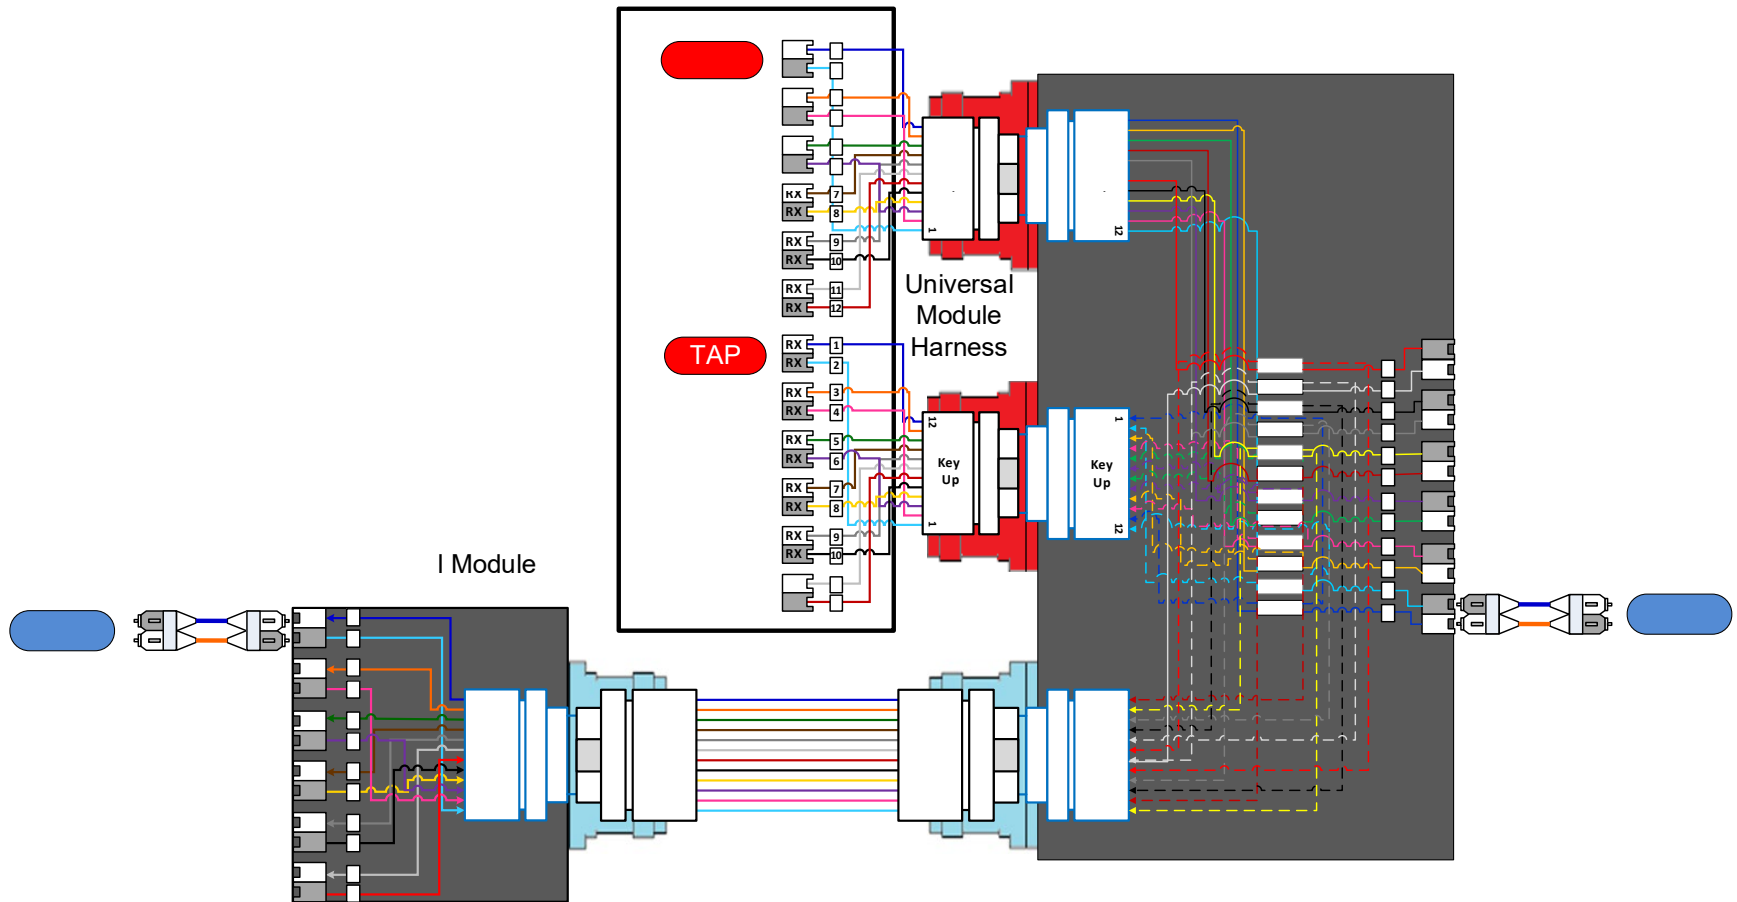 RX 7
RX 8
RX 9
RX 10
RX 11
RX 12
1
12
Universal
Module
Harness
TAP
RX 1
RX 2
RX 3
RX 4
RX 5
RX 6
RX 7
RX 8
RX 9
RX 10
12
Key
Up
1
1
Key
Up
12
I Module